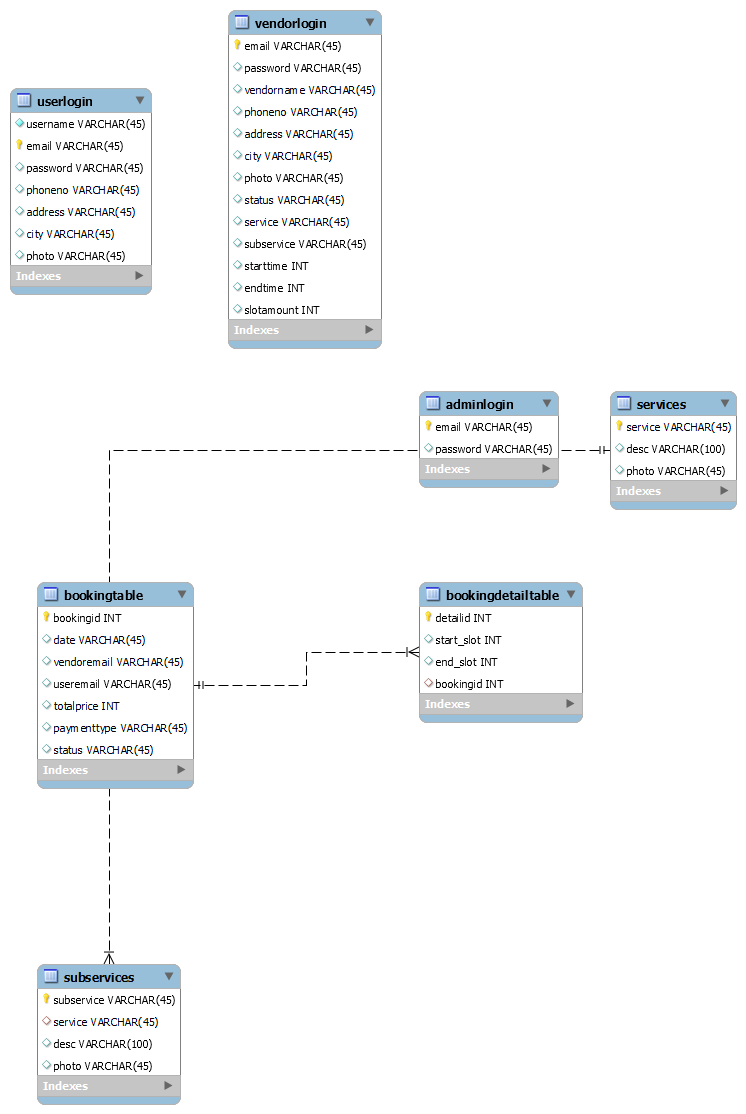 vendorlogin
email VARCHAR(45)
password VARCHAR(45)
vendorname VARCHAR(45)
phoneno VARCHAR(45)
address VARCHAR(45)
city VARCHAR(45)
photo VARCHAR(45)
status VARCHAR(45)
service VARCHAR(45)
subservice VARCHAR(45)
starttime INT
endtime INT
slotamount INT
Indexes
userlogin
username VARCHAR(45)
email VARCHAR(45)
password VARCHAR(45)
phoneno VARCHAR(45)
address VARCHAR(45)
city VARCHAR(45)
photo VARCHAR(45)
Indexes
adminlogin
email VARCHAR(45)
password VARCHAR(45)
Indexes
services
service VARCHAR(45)
desc VARCHAR(100)
photo VARCHAR(45)
Indexes
bookingtable
bookingid INT
date VARCHAR(45)
vendoremail VARCHAR(45)
useremail VARCHAR(45)
totalprice INT
paymenttype VARCHAR(45)
status VARCHAR(45)
Indexes
bookingdetailtable
detailid INT
start_slot INT
end_slot INT
bookingid INT
Indexes
subservices
subservice VARCHAR(45)
service VARCHAR(45)
desc VARCHAR(100)
photo VARCHAR(45)
Indexes